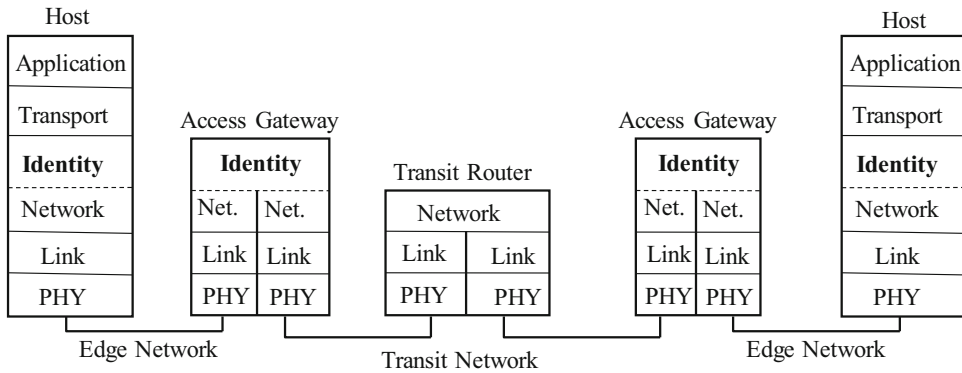 Host
Application
Transport
Identity
Network
Link
PHY
Access Gateway
Identity
Net. Net.
Link Link
PHY PHY
Transit Router
Network
Link Link
PHY PHY
Access Gateway
Identity
Net. Net.
Link Link
PHY PHY
Host
Application
Transport
Identity
Network
Link
PHY
Edge Network
Transit Network
Edge Network